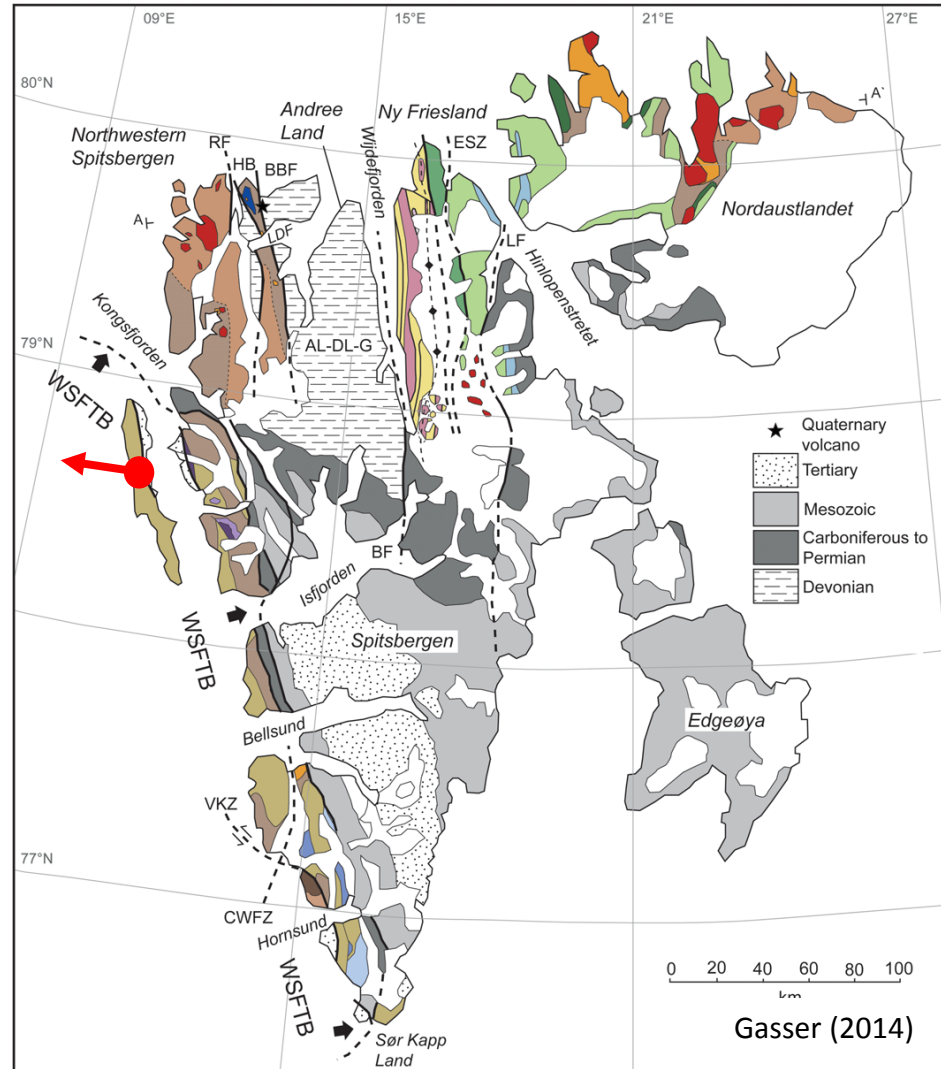 09°E
15°E
21°E
27°E
80°N
Northwestern
Spitsbergen
RF
HB
BBF
Andree
Land
Ny Friesland
Wijdefjorden
ESZ
A
A'
LDF
Nordaustlandet
LF
Hinlopenstretet
Kongsfjorden
79°N
AL-DL-G
WSFTB
Quaternary
volcano
Tertiary
Mesozoic
Carboniferous to
Permian
Devonian
BF
Isfjorden
WSFTB
Spitsbergen
Edgeøya
Bellsund
VKZ
77°N
CWFZ
Hornsund
WSFTB
Sør Kapp
Land
0 20 40 60 80 100
km
Gasser (2014)